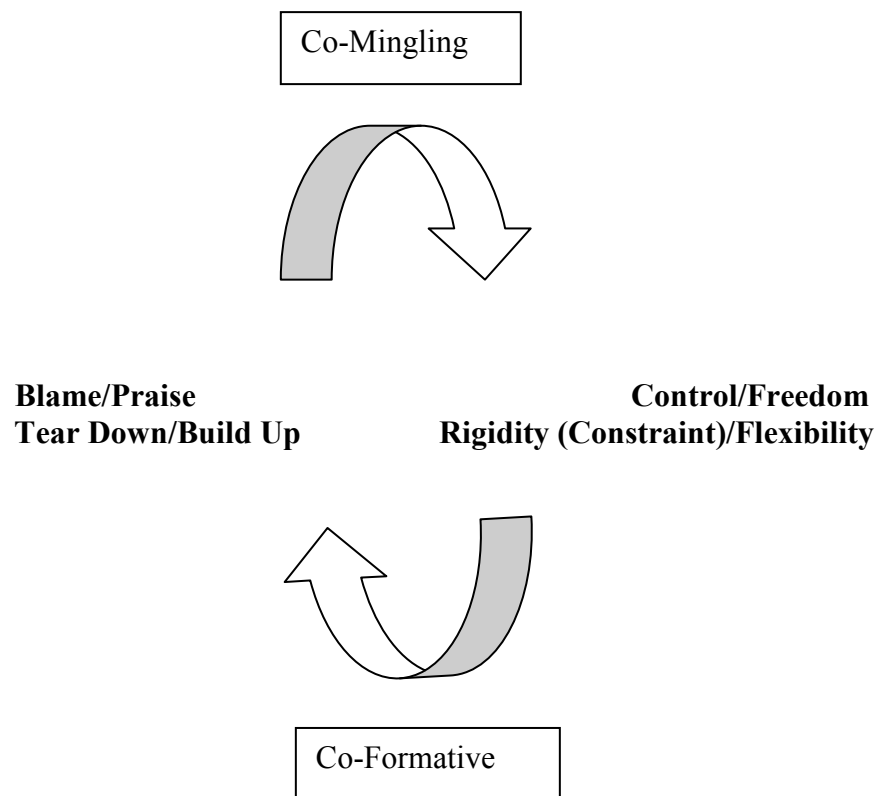 Co-Mingling
Blame/Praise
Tear Down/Build Up
Control/Freedom
Rigidity (Constraint)/Flexibility
Co-Formative